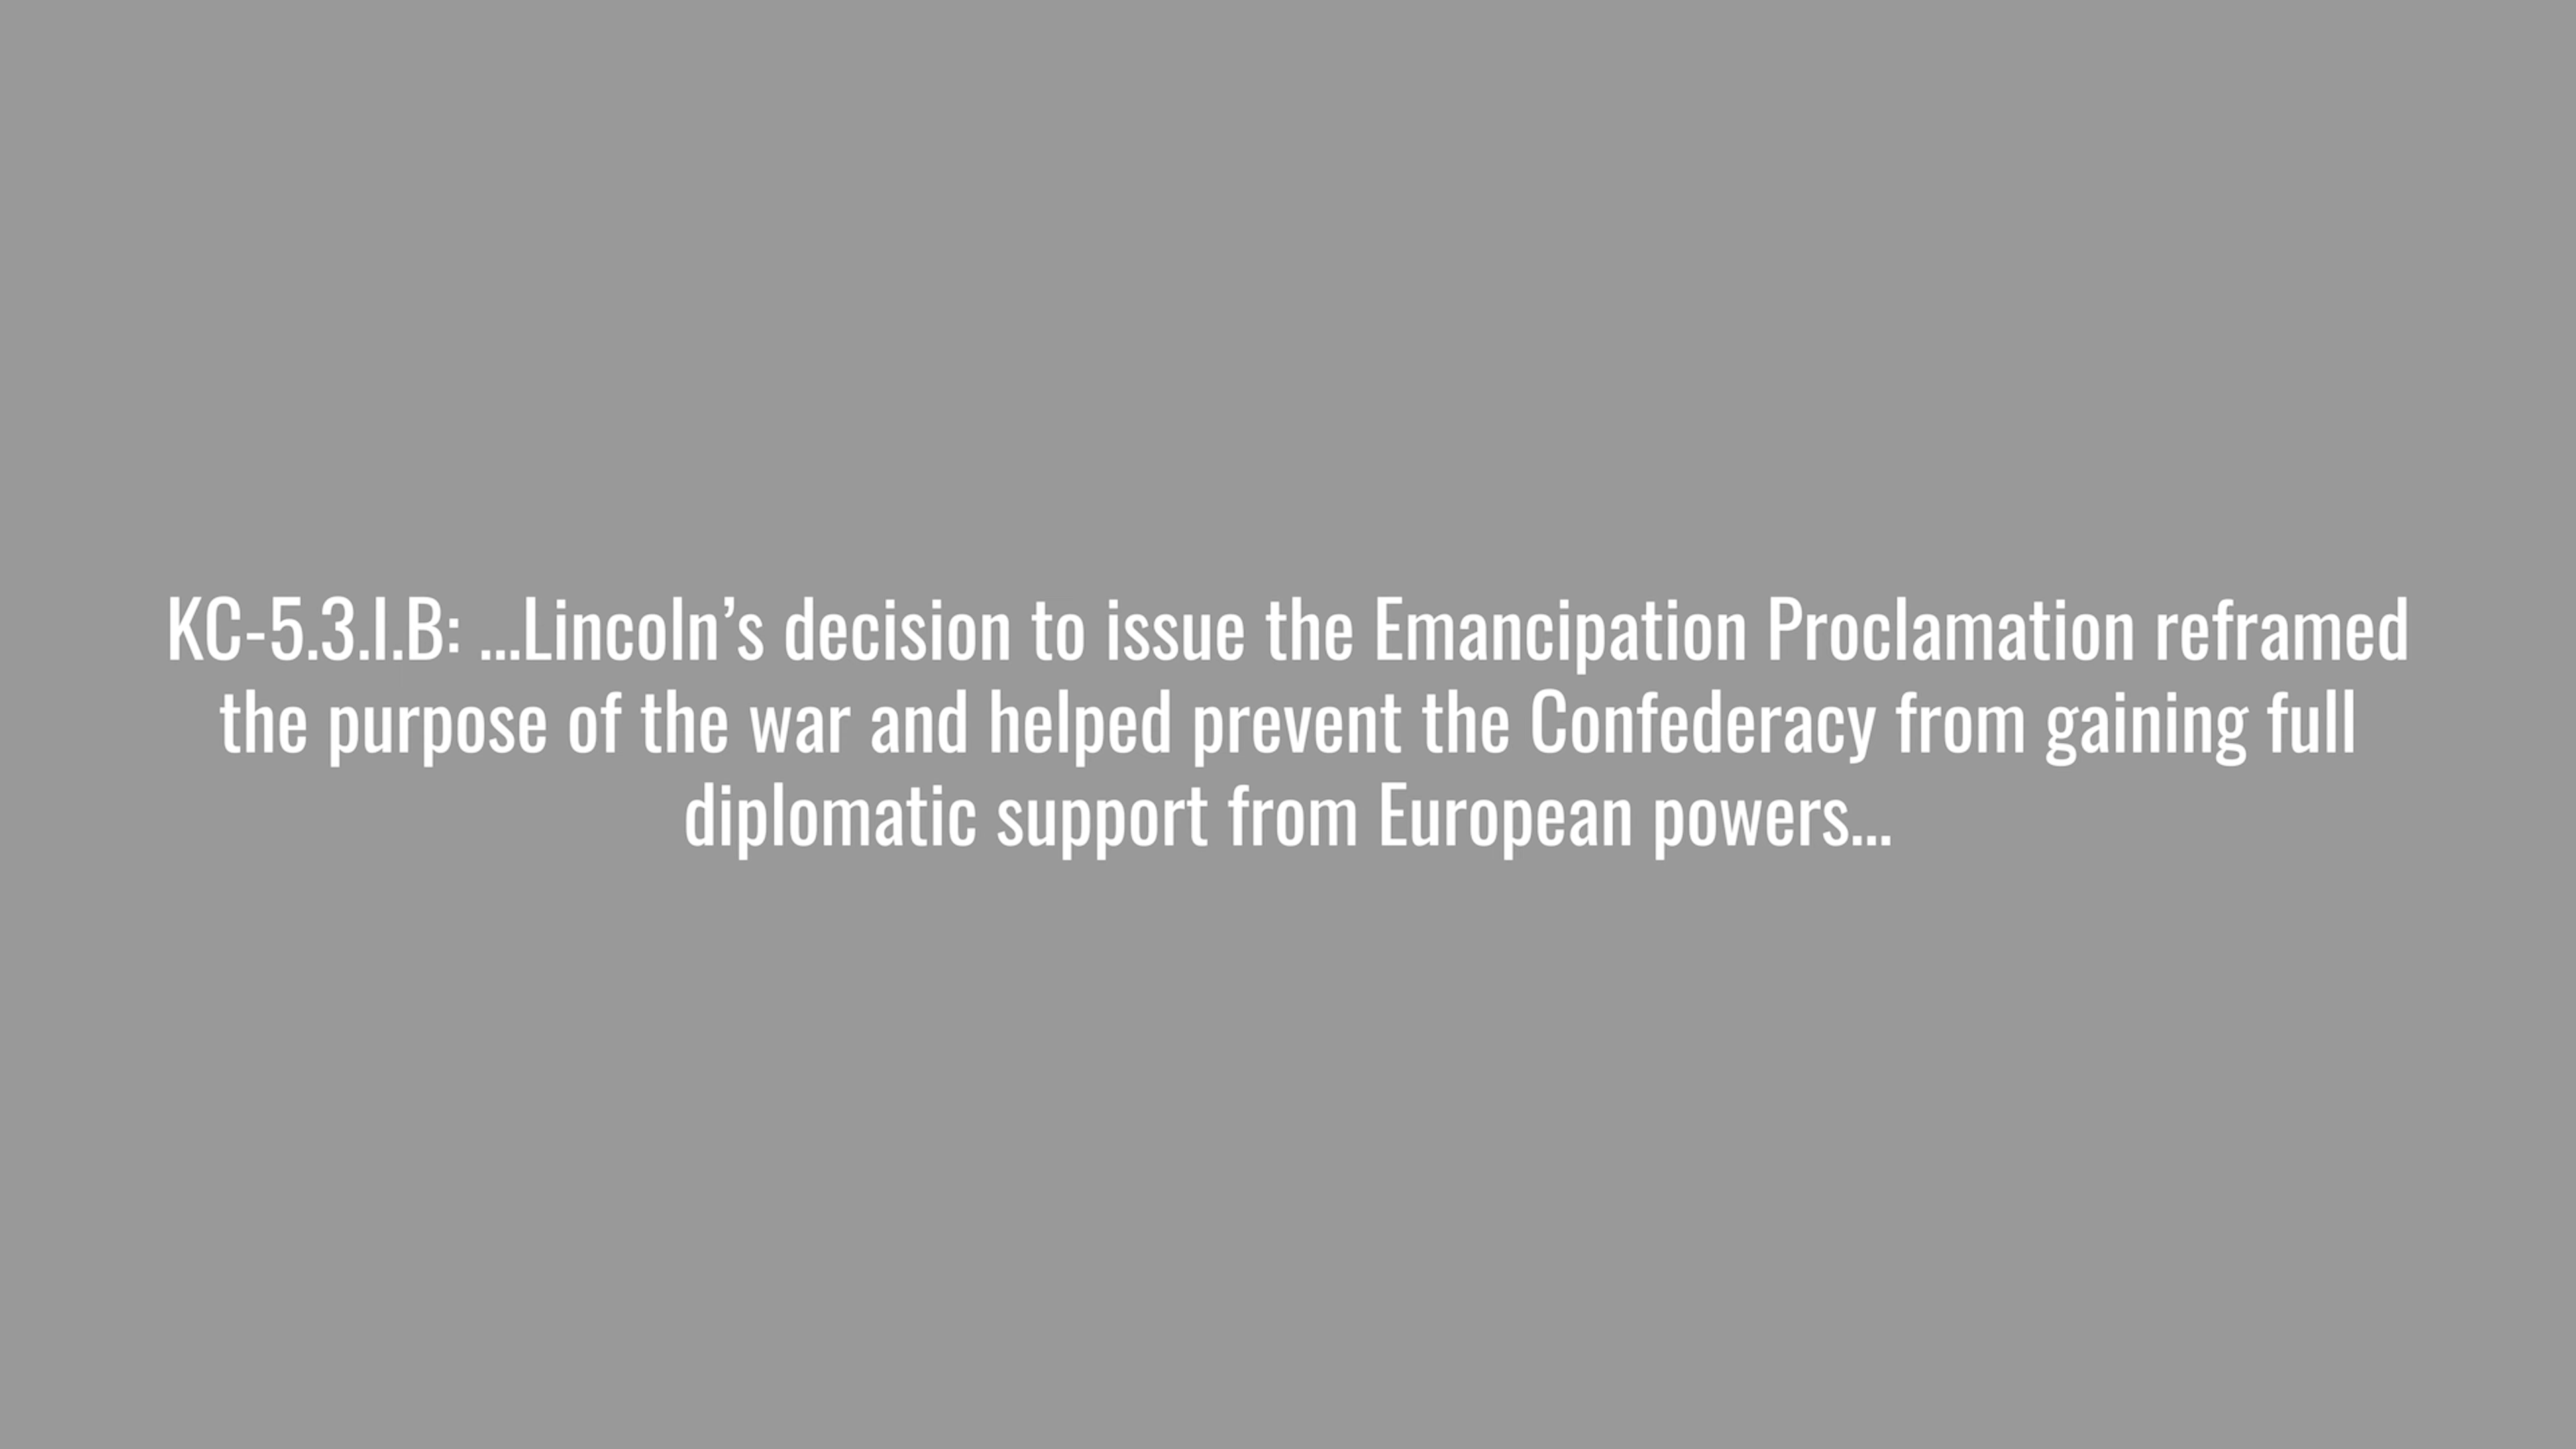 KC-5.3.I.B: ...Lincoln’s decision to issue the Emancipation Proclamation reframed
the purpose of the war and helped prevent the Confederacy from gaining full
diplomatic support from European powers...